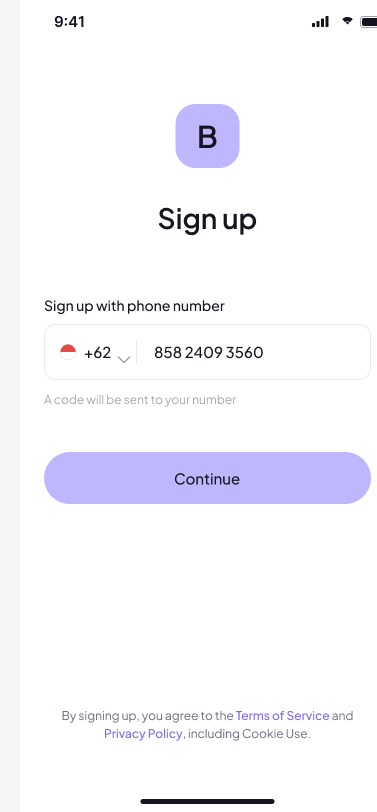 9:41
B
Sign up
Sign up with phone number
+62 858 2409 3560
A code will be sent to your number
Continue
By signing up, you agree to the Terms of Service and
Privacy Policy, including Cookie Use.